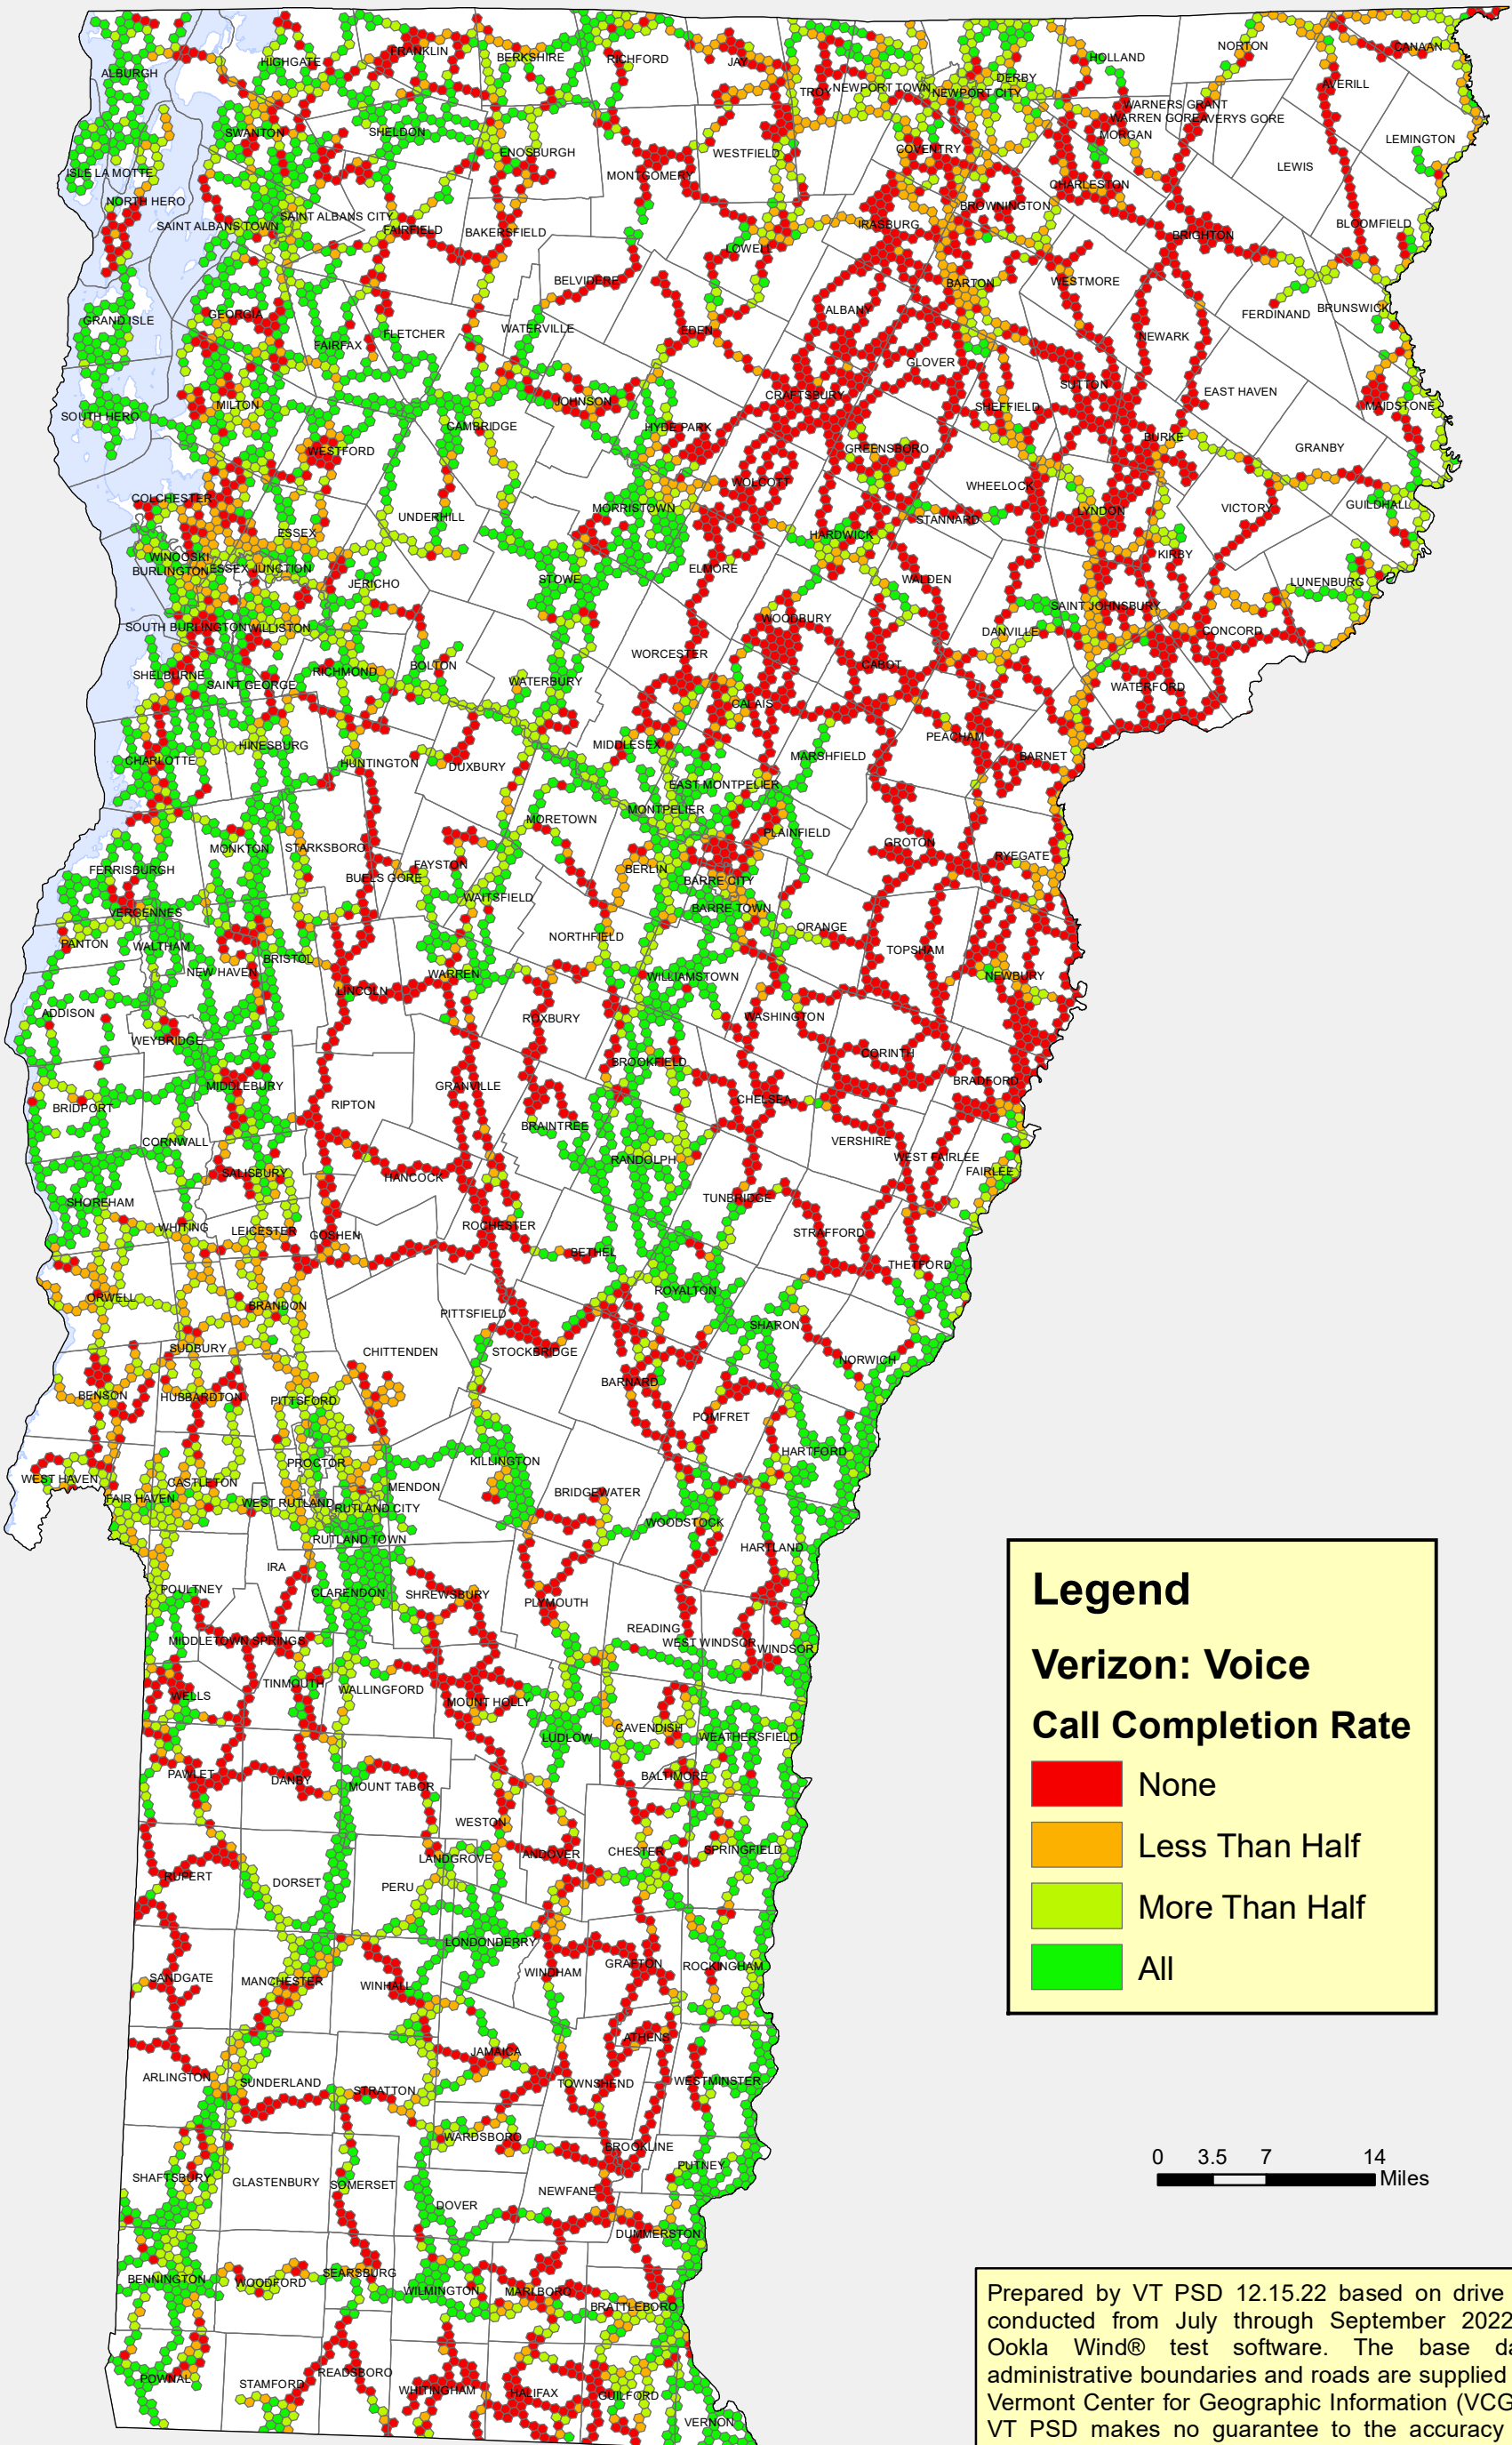 ALBURGH
HIGHGATE
FRANKLIN
BERKSHIRE
RICHFORD
JAY
TROY
NEWPORT TOWN
NEWPORT CITY
DERBY
HOLLAND
NORTON
CANAAN
AVERILL
WARNERS GRANT
WARREN GORE
AVERYS GORE
MORGAN
LEMINGTON
LEWIS
SWANTON
SHELDON
ENOSBURGH
WESTFIELD
COVENTRY
ISLE LA MOTTE
MONTGOMERY
CHARLESTON
NORTH HERO
SAINT ALBANS TOWN
SAINT ALBANS CITY
FAIRFIELD
BAKERSFIELD
LOWELL
IRASBURG
BROWNINGTON
BRIGHTON
BLOOMFIELD
BELVIDERE
BARTON
WESTMORE
GRAND ISLE
GEORGIA
FLETCHER
WATERVILLE
EDEN
ALBANY
FERDINAND
BRUNSWICK
FAIRFAX
GLOVER
NEWARK
SUTTON
EAST HAVEN
SOUTH HERO
MILTON
JOHNSON
CRAFTSBURY
SHEFFIELD
MAIDSTONE
CAMBRIDGE
HYDE PARK
BURKE
GRANBY
WESTFORD
GREENSBORO
WOLCOTT
WHEELOCK
COLCHESTER
MORRISTOWN
UNDERHILL
STANNARD
LYNDON
VICTORY
GUILDHALL
ESSEX
HARDWICK
WINOOSKI
BURLINGTON
ESSEX JUNCTION
KIRBY
JERICHO
STOWE
ELMORE
WALDEN
LUNENBURG
SOUTH BURLINGTON
WILLISTON
WOODBURY
SAINT JOHNSBURY
DANVILLE
CONCORD
WORCESTER
SHELBURNE
SAINT GEORGE
RICHMOND
BOLTON
WATERBURY
CABOT
WATERFORD
CALAIS
HINESBURG
MIDDLESEX
PEACHAM
CHARLOTTE
HUNTINGTON
DUXBURY
MARSHFIELD
BARNET
EAST MONTPELIER
MONTPELIER
MORETOWN
PLAINFIELD
MONKTON
STARKSBORO
GROTON
RYEGATE
FERRISBURGH
BUELS GORE
FAYSTON
BERLIN
BARRE CITY
WAITSFIELD
VERGENNES
BARRE TOWN
PANTON
WALTHAM
NORTHFIELD
ORANGE
TOPSHAM
NEW HAVEN
BRISTOL
WARREN
WILLIAMSTOWN
NEWBURY
LINCOLN
ADDISON
ROXBURY
WASHINGTON
WEYBRIDGE
BROOKFIELD
CORINTH
BRADFORD
MIDDLEBURY
GRANVILLE
CHELSEA
BRIDPORT
RIPTON
BRAINTREE
CORNWALL
VERSHIRE
WEST FAIRLEE
FAIRLEE
RANDOLPH
SALISBURY
HANCOCK
SHOREHAM
TUNBRIDGE
WHITING
LEICESTER
GOSHEN
ROCHESTER
STRAFFORD
BETHEL
THETFORD
ORWELL
BRANDON
ROYALTON
PITTSFIELD
SHARON
SUDBURY
CHITTENDEN
STOCKBRIDGE
NORWICH
BENSON
HUBBARDTON
PITTSFORD
BARNARD
POMFRET
HARTFORD
WEST HAVEN
PROCTOR
KILLINGTON
CASTLETON
MENDON
BRIDGEWATER
FAIR HAVEN
WEST RUTLAND
RUTLAND CITY
WOODSTOCK
RUTLAND TOWN
HARTLAND
IRA
POULTNEY
CLARENDON
SHREWSBURY
PLYMOUTH
READING
WEST WINDSOR
WINDSOR
MIDDLETOWN SPRINGS
TINMOUTH
WALLINGFORD
WELLS
MOUNT HOLLY
CAVENDISH
LUDLOW
WEATHERSFIELD
PAWLET
DANBY
MOUNT TABOR
BALTIMORE
WESTON
LANDGROVE
ANDOVER
CHESTER
SPRINGFIELD
RUPERT
DORSET
PERU
LONDONDERRY
SANDGATE
MANCHESTER
WINHALL
WINDHAM
GRAFTON
ROCKINGHAM
ATHENS
JAMAICA
ARLINGTON
SUNDERLAND
STRATTON
TOWNSHEND
WESTMINSTER
WARDSBORO
BROOKLINE
SHAFTSBURY
GLASTENBURY
SOMERSET
PUTNEY
NEWFANE
DOVER
DUMMERSTON
BENNINGTON
WOODFORD
SEARSBURG
WILMINGTON
MARLBORO
BRATTLEBORO
POWNAL
STAMFORD
READSBORO
WHITINGHAM
HALIFAX
GUILFORD
VERNON
Legend
Verizon: Voice
Call Completion Rate
None
Less Than Half
More Than Half
All
0 3.5 7 14
Miles
Prepared by VT PSD 12.15.22 based on drive
conducted from July through September 2022
Ookla Wind® test software. The base da
administrative boundaries and roads are supplied
Vermont Center for Geographic Information (VCG
VT PSD makes no guarantee to the accuracy